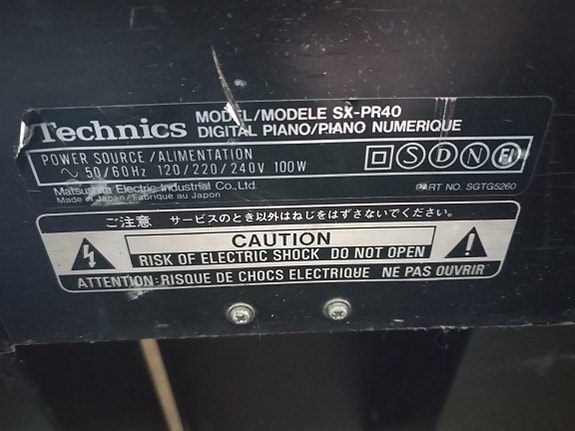 Technics MODEL/MODELE SX-PR40
DIGITAL PIANO/PIANO NUMERIQUE
POWER SOURCE/ALIMENTATION
∼ 50/60Hz 120/220/240V 100W
S D N FI
Matsushita Electric Industrial Co., Ltd.
Made in Japan/Fabriqué au Japon
PART NO. SGTG5260
ご注意 サービスのとき以外はねじをはずさないでください。
CAUTION
RISK OF ELECTRIC SHOCK DO NOT OPEN
ATTENTION:RISQUE DE CHOCS ELECTRIQUE NE PAS OUVRIR